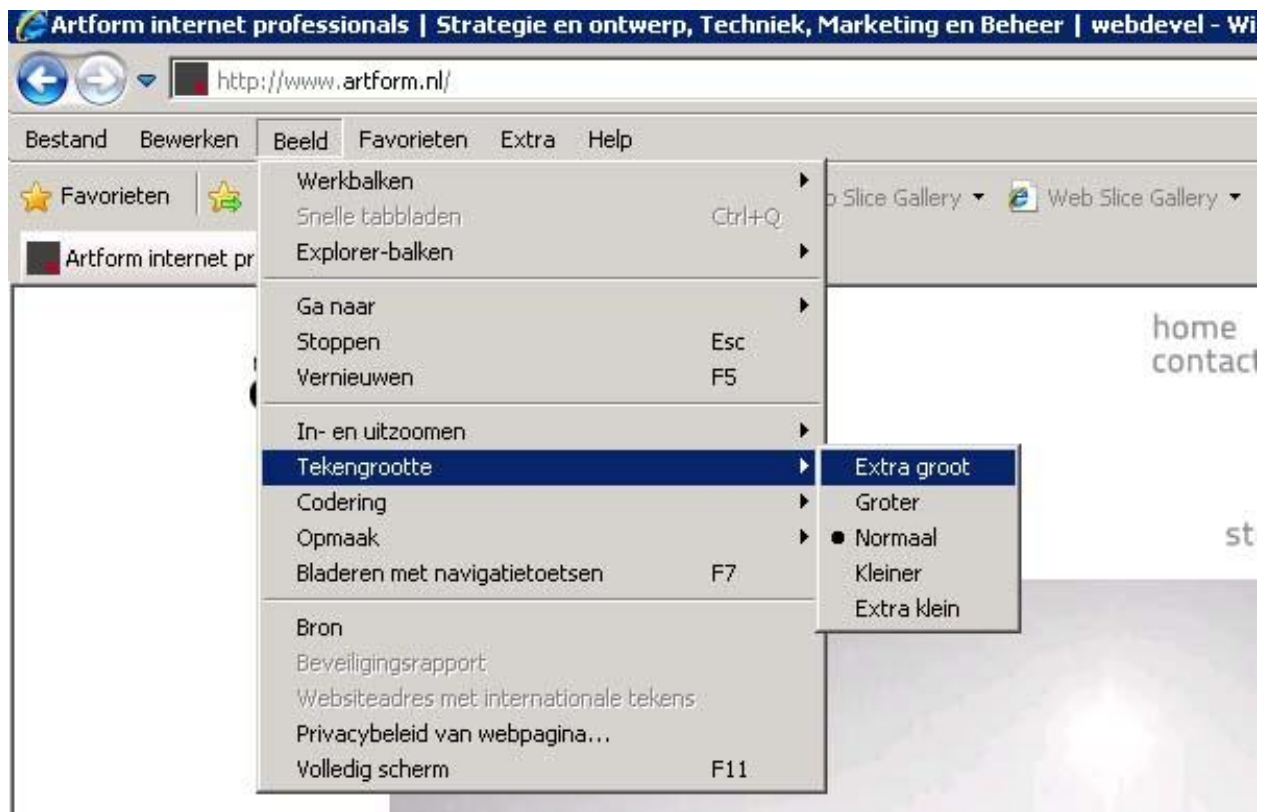 Artform internet professionals | Strategie en ontwerp, Techniek, Marketing en Beheer | webdevel - Wi
http://www.artform.nl/
Bestand Bewerken Beeld Favorieten Extra Help
Favorieten Slice Gallery Web Slice Gallery
Artform internet pr
Werkbalken
Snelle tabbladen Ctrl+Q
Explorer-balken
Ga naar
Stoppen Esc
Vernieuwen F5
In- en uitzoomen
Tekengrootte
Codering
Opmaak
Bladeren met navigatietoetsen F7
Bron
Beveiligingsrapport
Websiteadres met internationale tekens
Privacybeleid van webpagina...
Volledig scherm F11
Extra groot
Groter
Normaal
Kleiner
Extra klein
home
contact
st